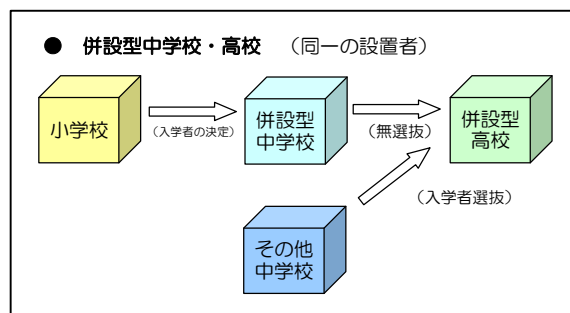 ● 併設型中学校・高校 （同一の設置者）
小学校
（入学者の決定）
併設型
中学校
（無選抜）
併設型
高校
（入学者選抜）
その他
中学校